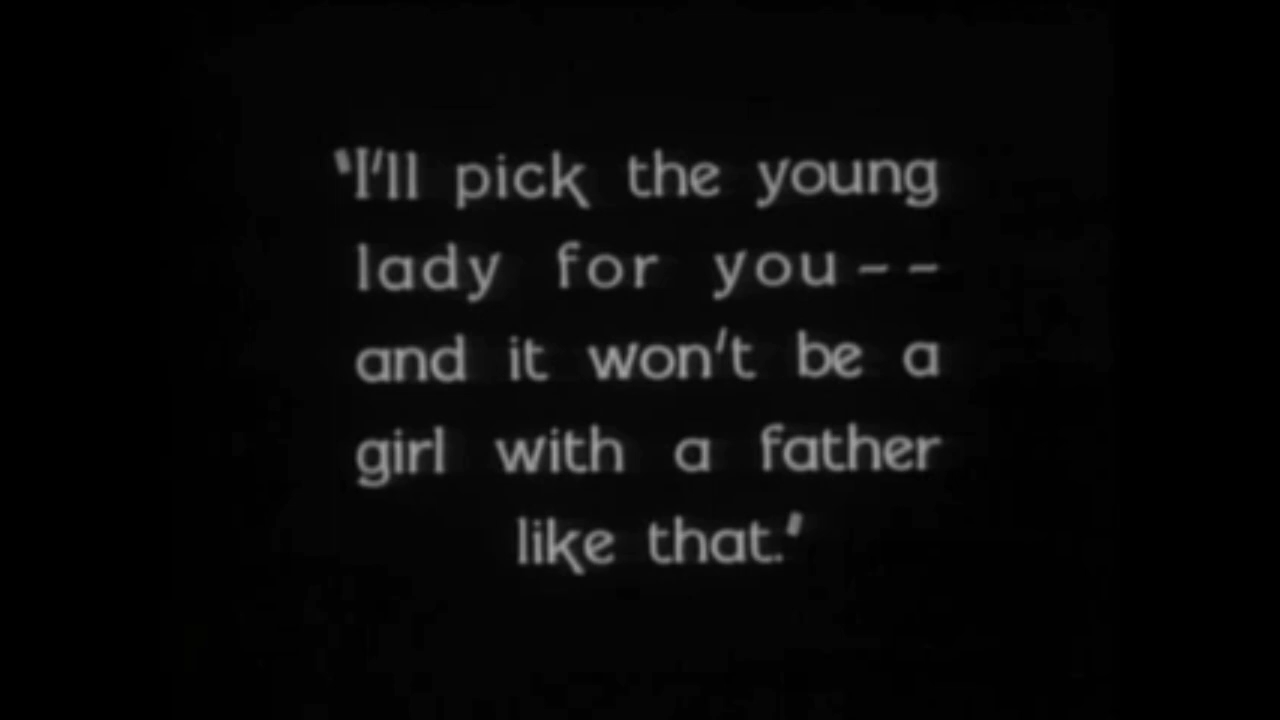 "I'll pick the young
lady for you--
and it won't be a
girl with a father
like that."